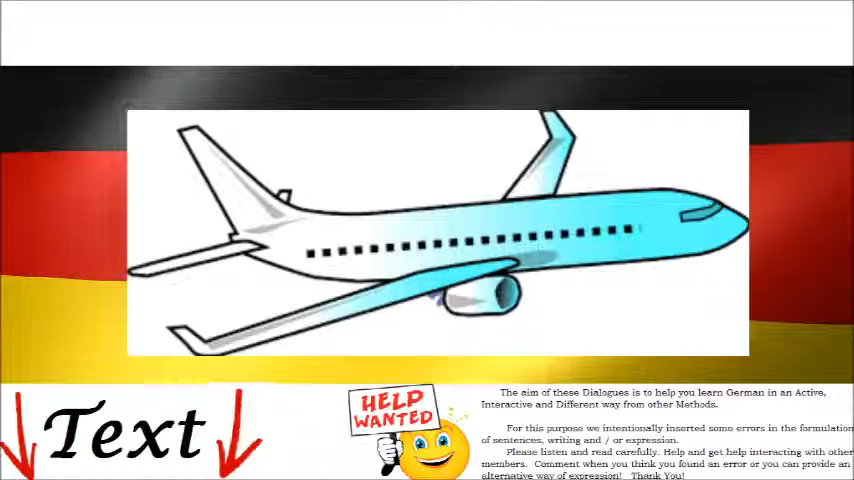 HELP
WANTED
Text
The aim of these Dialogues is to help you learn German in an Active,
Interactive and Different way from other Methods.
For this purpose we intentionally inserted some errors in the formulation
of sentences, writing and / or expression.
Please listen and read carefully. Help and get help interacting with other
members. Comment when you think you found an error or you can provide an
alternative way of expression! Thank You!